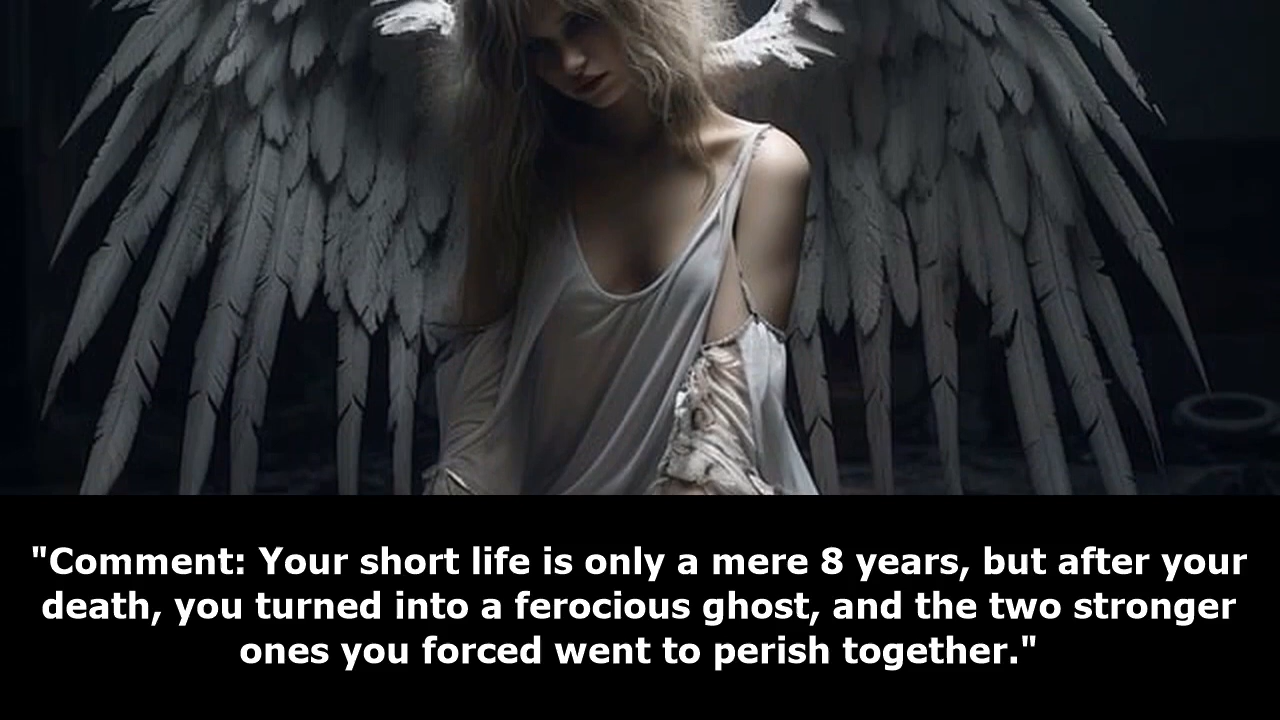 "Comment: Your short life is only a mere 8 years, but after your
death, you turned into a ferocious ghost, and the two stronger
ones you forced went to perish together."